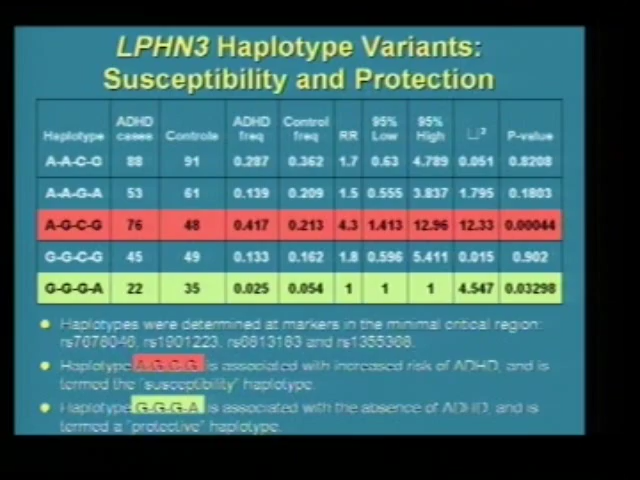 LPHN3 Haplotype Variants:
Susceptibility and Protection
Haplotype ADHD cases Controls ADHD freq Control freq RR 95% Low 95% High □² P-value
A-A-C-G 88 91 0.287 0.362 1.7 0.63 4.789 0.051 0.8208
A-A-G-A 53 61 0.139 0.209 1.5 0.555 3.837 1.795 0.1803
A-G-C-G 76 48 0.417 0.213 4.3 1.413 12.96 12.33 0.00044
G-G-C-G 45 49 0.133 0.162 1.8 0.596 5.411 0.015 0.902
G-G-G-A 22 35 0.025 0.054 1 1 1 4.547 0.03298
Haplotypes were determined at markers in the minimal critical region:
rs7678046, rs1901223, rs6813183 and rs1355368.
Haplotype A-G-C-G is associated with increased risk of ADHD, and is
termed the "susceptibility" haplotype.
Haplotype G-G-G-A is associated with the absence of ADHD, and is
termed a "protective" haplotype.